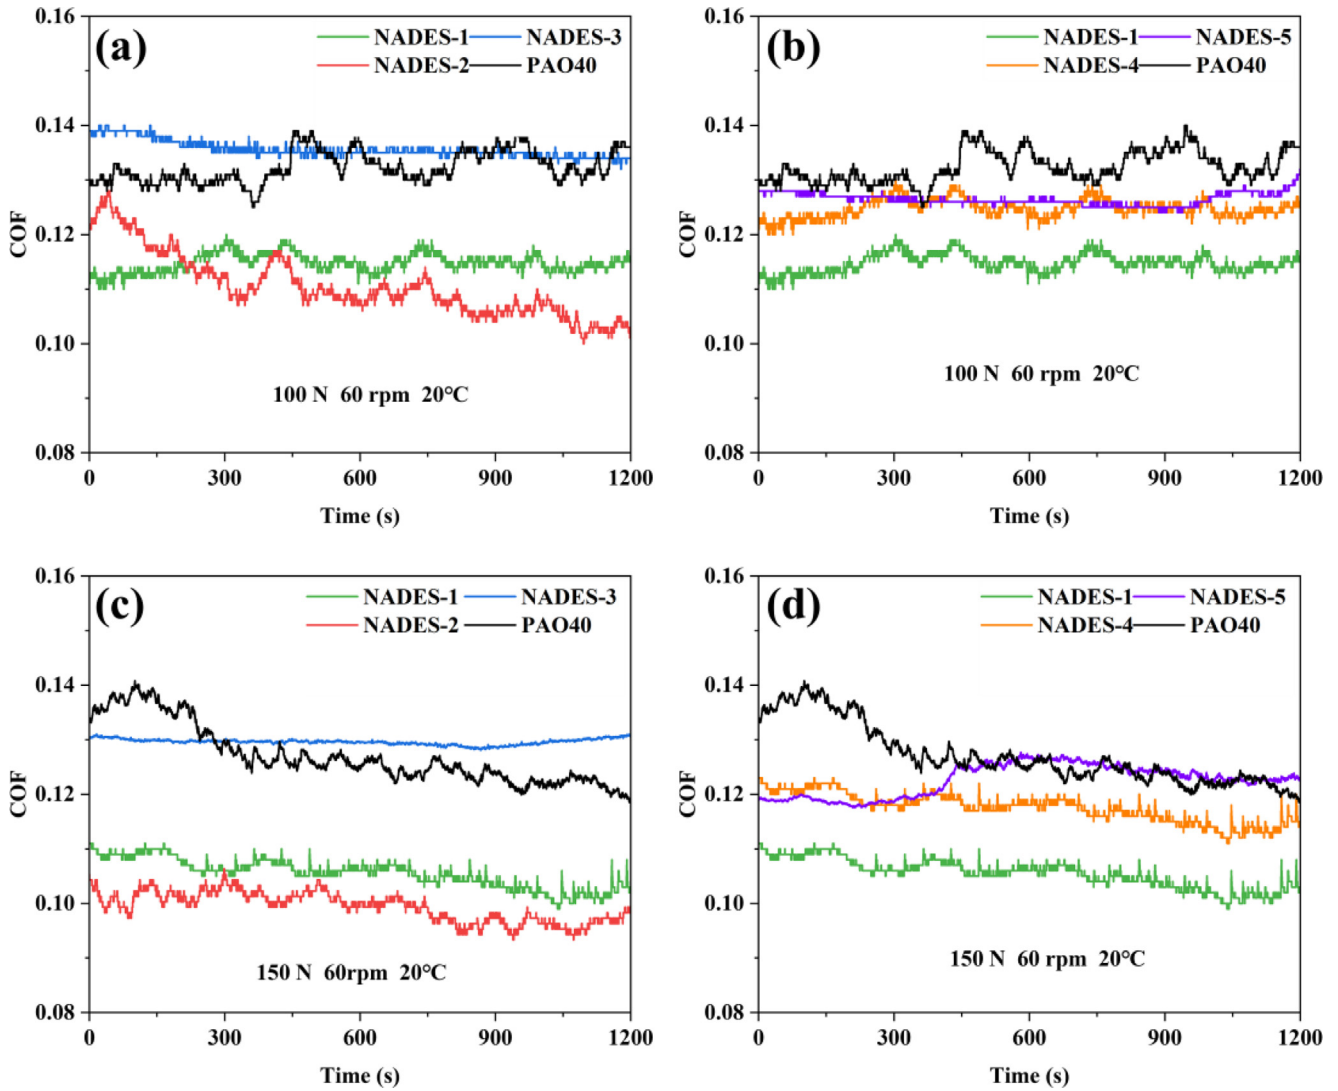 (a)
NADES-1 NADES-3
NADES-2 PAO40
0.16
0.14
0.12
0.10
0.08
COF
100 N 60 rpm 20°C
0 300 600 900 1200
Time (s)
(b)
NADES-1 NADES-5
NADES-4 PAO40
0.16
0.14
0.12
0.10
0.08
COF
100 N 60 rpm 20°C
0 300 600 900 1200
Time (s)
(c)
NADES-1 NADES-3
NADES-2 PAO40
0.16
0.14
0.12
0.10
0.08
COF
150 N 60rpm 20°C
0 300 600 900 1200
Time (s)
(d)
NADES-1 NADES-5
NADES-4 PAO40
0.16
0.14
0.12
0.10
0.08
COF
150 N 60 rpm 20°C
0 300 600 900 1200
Time (s)